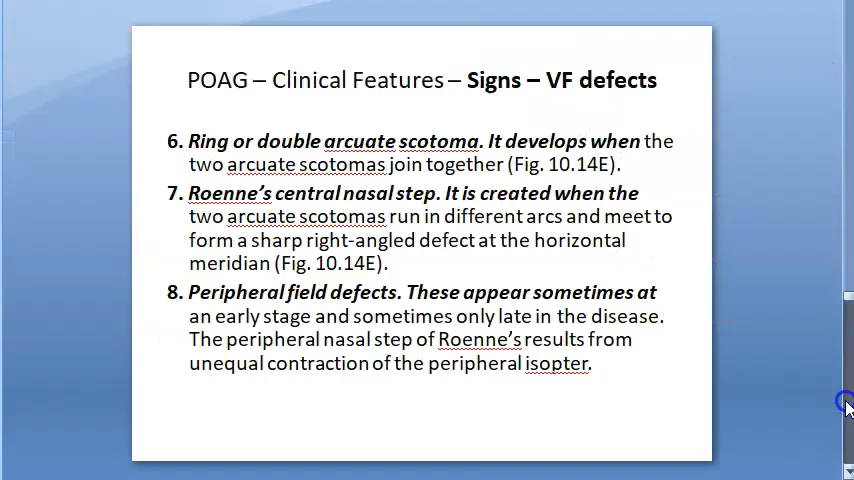 POAG – Clinical Features – Signs – VF defects
6. Ring or double arcuate scotoma. It develops when the
two arcuate scotomas join together (Fig. 10.14E).
7. Roenne's central nasal step. It is created when the
two arcuate scotomas run in different arcs and meet to
form a sharp right-angled defect at the horizontal
meridian (Fig. 10.14E).
8. Peripheral field defects. These appear sometimes at
an early stage and sometimes only late in the disease.
The peripheral nasal step of Roenne's results from
unequal contraction of the peripheral isopter.